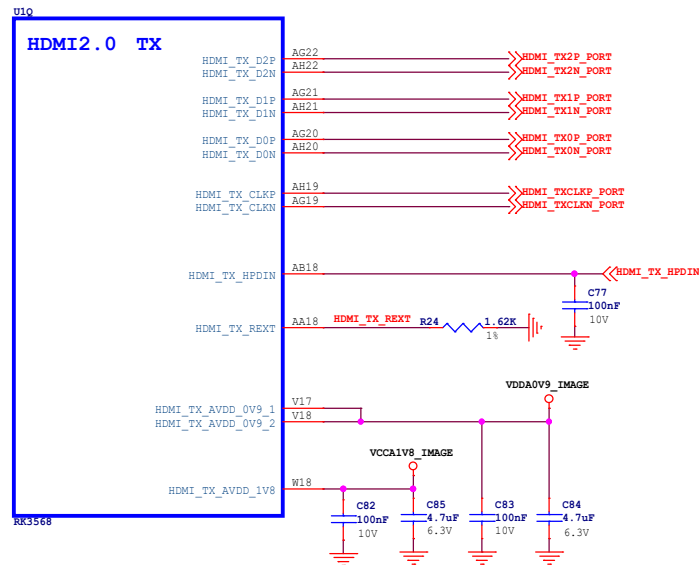 U1Q
HDMI2.0 TX
HDMI_TX_D2P AG22 HDMI_TX2P_PORT
HDMI_TX_D2N AH22 HDMI_TX2N_PORT
HDMI_TX_D1P AG21 HDMI_TX1P_PORT
HDMI_TX_D1N AH21 HDMI_TX1N_PORT
HDMI_TX_D0P AG20 HDMI_TX0P_PORT
HDMI_TX_D0N AH20 HDMI_TX0N_PORT
HDMI_TX_CLKP AH19 HDMI_TXCLKP_PORT
HDMI_TX_CLKN AG19 HDMI_TXCLKN_PORT
HDMI_TX_HPDIN AB18 HDMI_TX_HPDIN
C77
100nF
10V
HDMI_TX_REXT AA18 HDMI_TX_REXT R24 1.62K
1%
VDDA0V9_IMAGE
HDMI_TX_AVDD_0V9_1 V17
HDMI_TX_AVDD_0V9_2 V18
VCCA1V8_IMAGE
HDMI_TX_AVDD_1V8 W18
C82 C85 C83 C84
100nF 4.7uF 100nF 4.7uF
10V 6.3V 10V 6.3V
RK3568